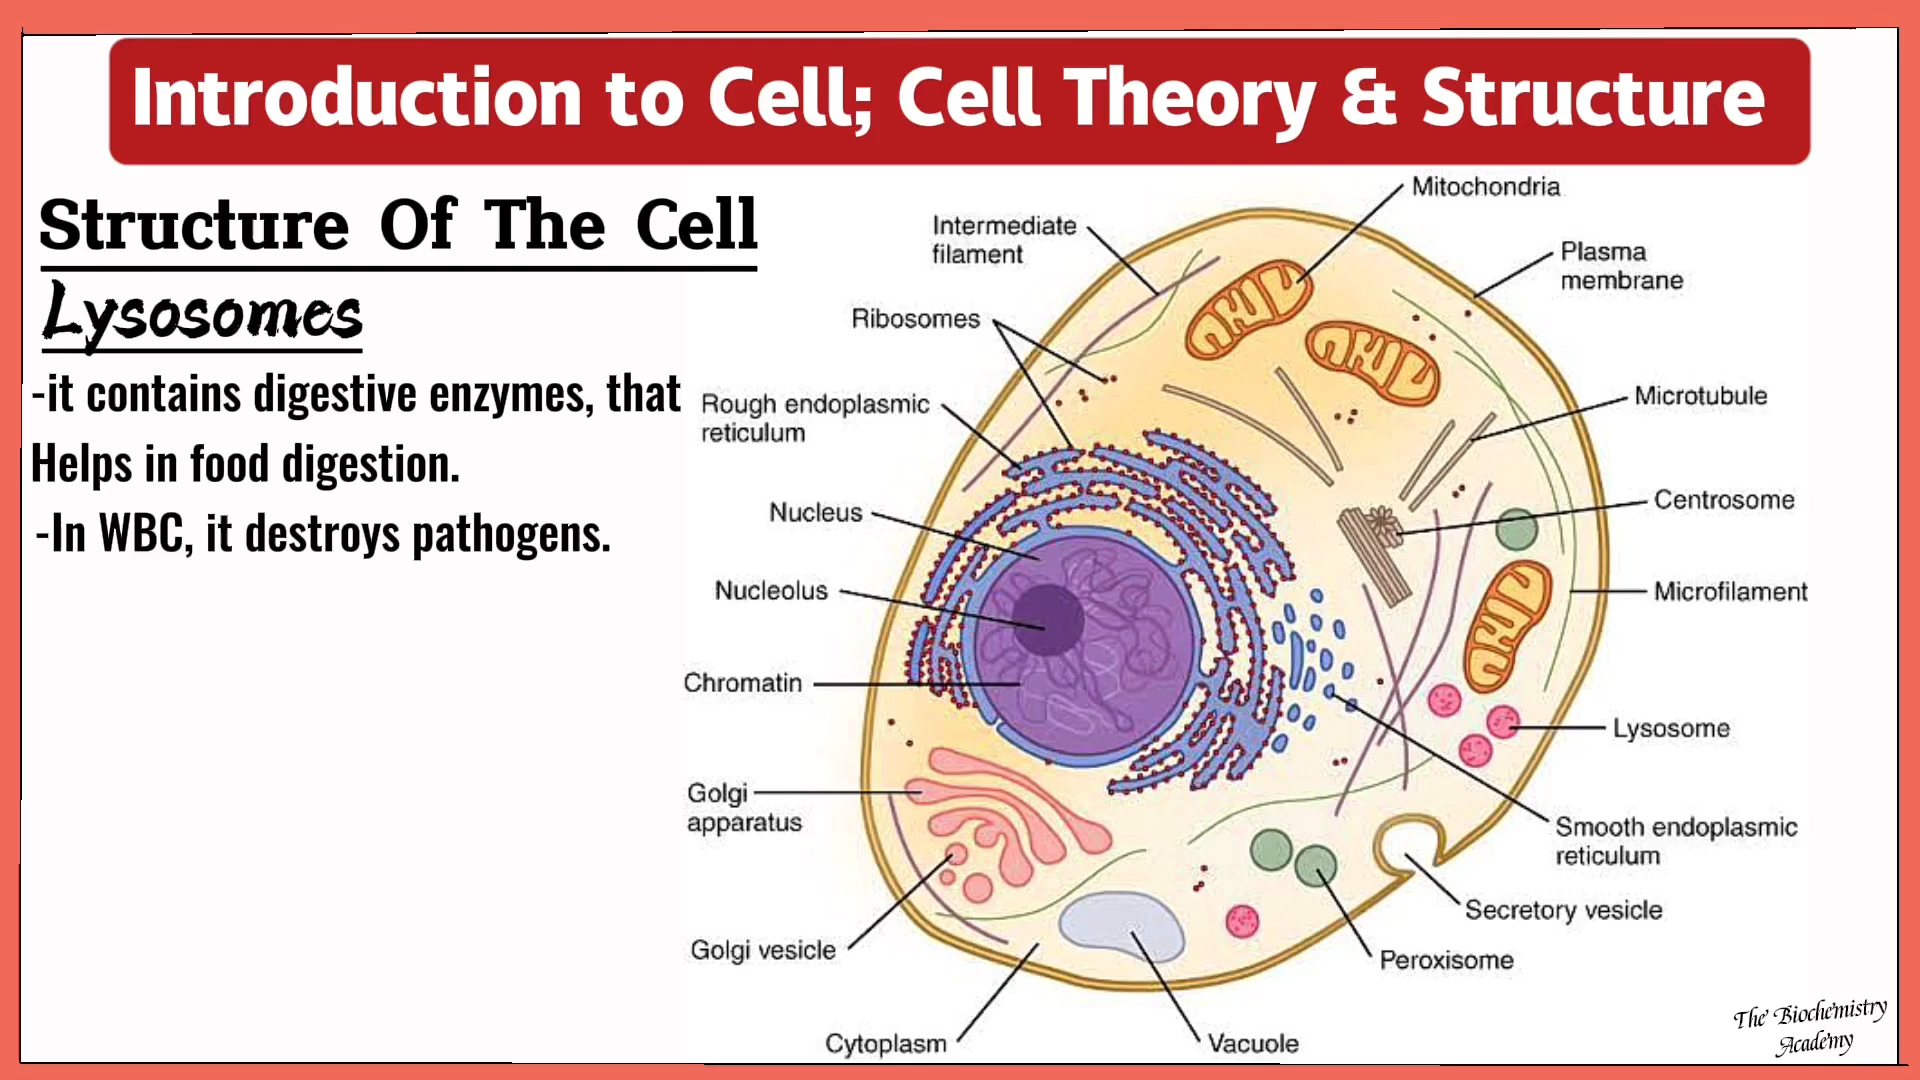 Introduction to Cell; Cell Theory & Structure
Structure Of The Cell
Lysosomes
-it contains digestive enzymes, that
Helps in food digestion.
-In WBC, it destroys pathogens.
Mitochondria
Intermediate
filament
Plasma
membrane
Ribosomes
Rough endoplasmic
reticulum
Microtubule
Nucleus
Centrosome
Nucleolus
Microfilament
Chromatin
Lysosome
Golgi
apparatus
Smooth endoplasmic
reticulum
Secretory vesicle
Golgi vesicle
Peroxisome
Cytoplasm
Vacuole
The Biochemistry
Academy